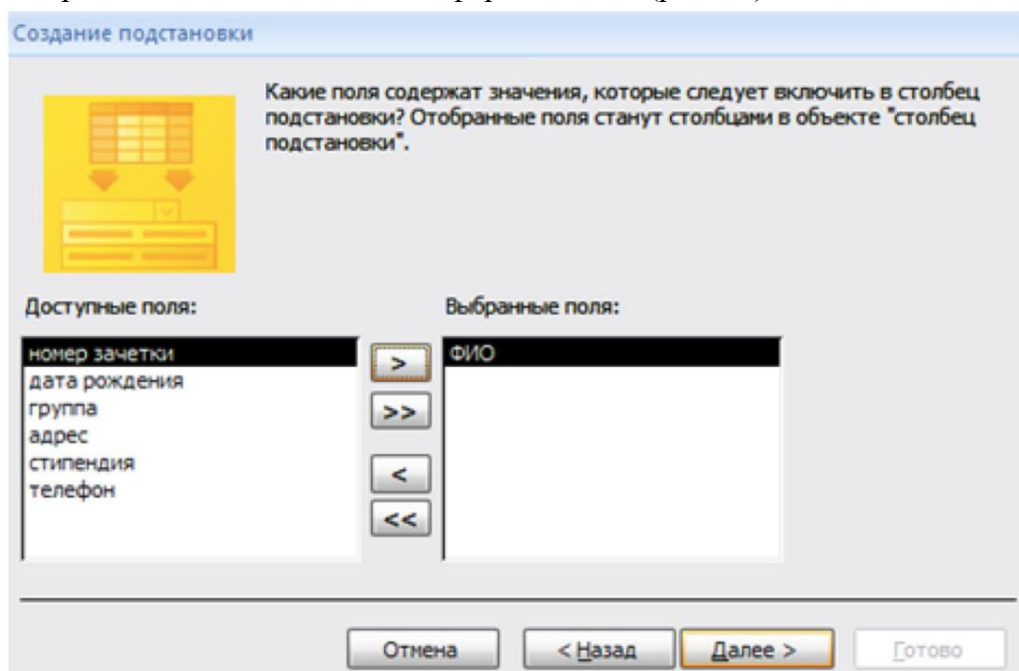 Создание подстановки
Какие поля содержат значения, которые следует включить в столбец
подстановки? Отобранные поля станут столбцами в объекте "столбец
подстановки".
Доступные поля:
Выбранные поля:
номер зачетки
дата рождения
группа
адрес
стипендия
телефон
>
>>
<
<<
ФИО
Отмена
< Назад
Далее >
Готово